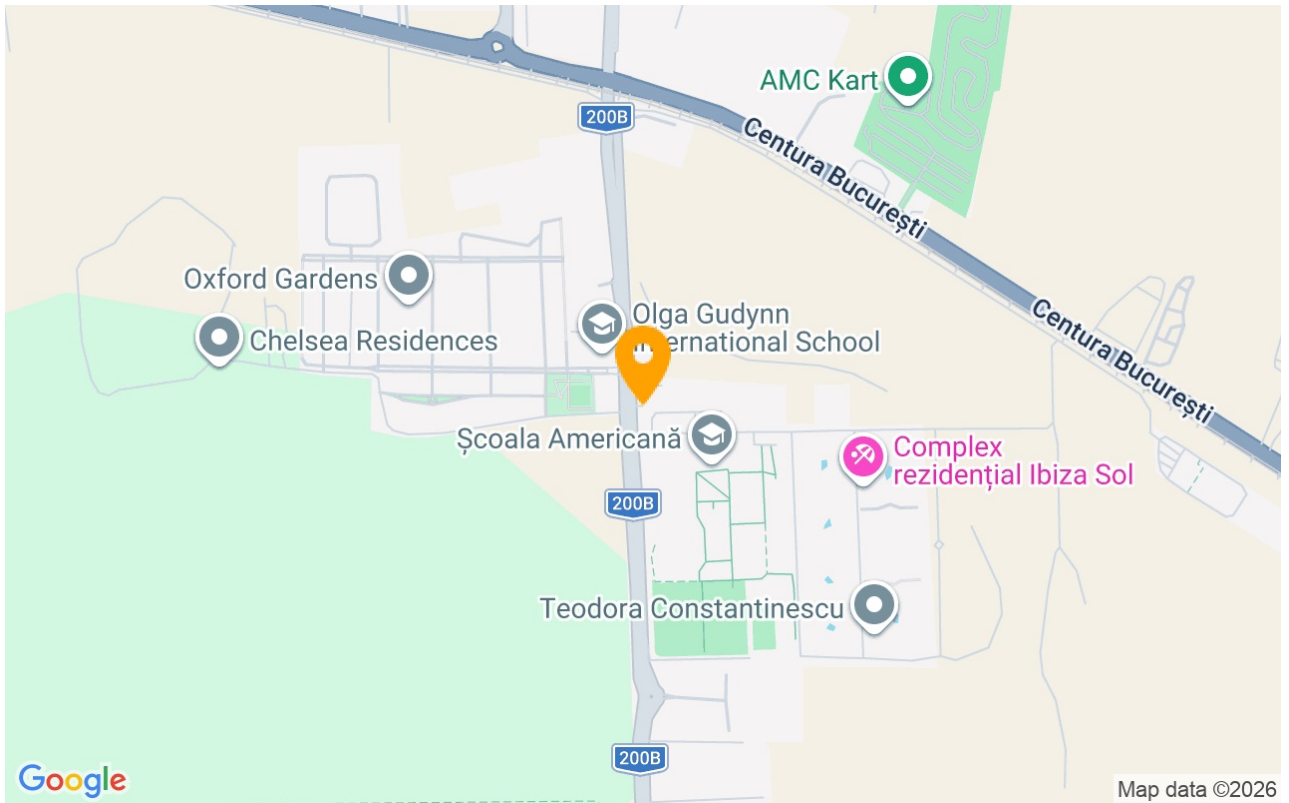 AMC Kart
200B
Centura București
Oxford Gardens
Chelsea Residences
Olga Gudynn
ernational School
Centura București
Școala Americană
Complex
rezidențial Ibiza Sol
200B
Teodora Constantinescu
200B
Google
Map data ©2026